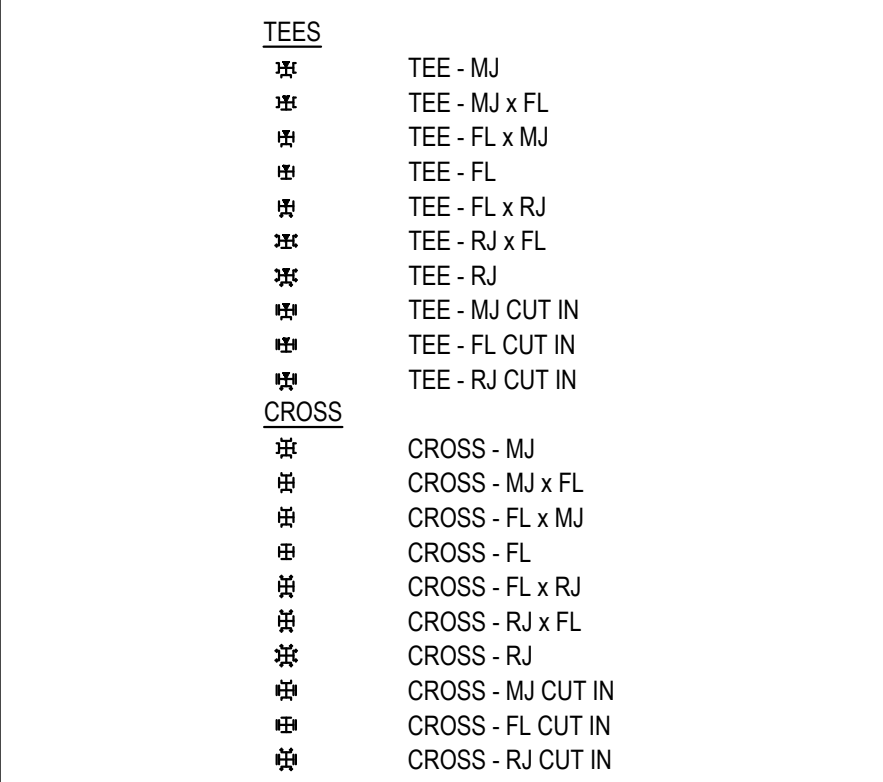 TEES
TEE - MJ
TEE - MJ x FL
TEE - FL x MJ
TEE - FL
TEE - FL x RJ
TEE - RJ x FL
TEE - RJ
TEE - MJ CUT IN
TEE - FL CUT IN
TEE - RJ CUT IN
CROSS
CROSS - MJ
CROSS - MJ x FL
CROSS - FL x MJ
CROSS - FL
CROSS - FL x RJ
CROSS - RJ x FL
CROSS - RJ
CROSS - MJ CUT IN
CROSS - FL CUT IN
CROSS - RJ CUT IN